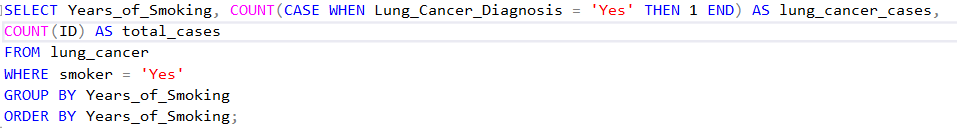 SELECT Years_of_Smoking, COUNT(CASE WHEN Lung_Cancer_Diagnosis = 'Yes' THEN 1 END) AS lung_cancer_cases,
COUNT(ID) AS total_cases
FROM lung_cancer
WHERE smoker = 'Yes'
GROUP BY Years_of_Smoking
ORDER BY Years_of_Smoking;